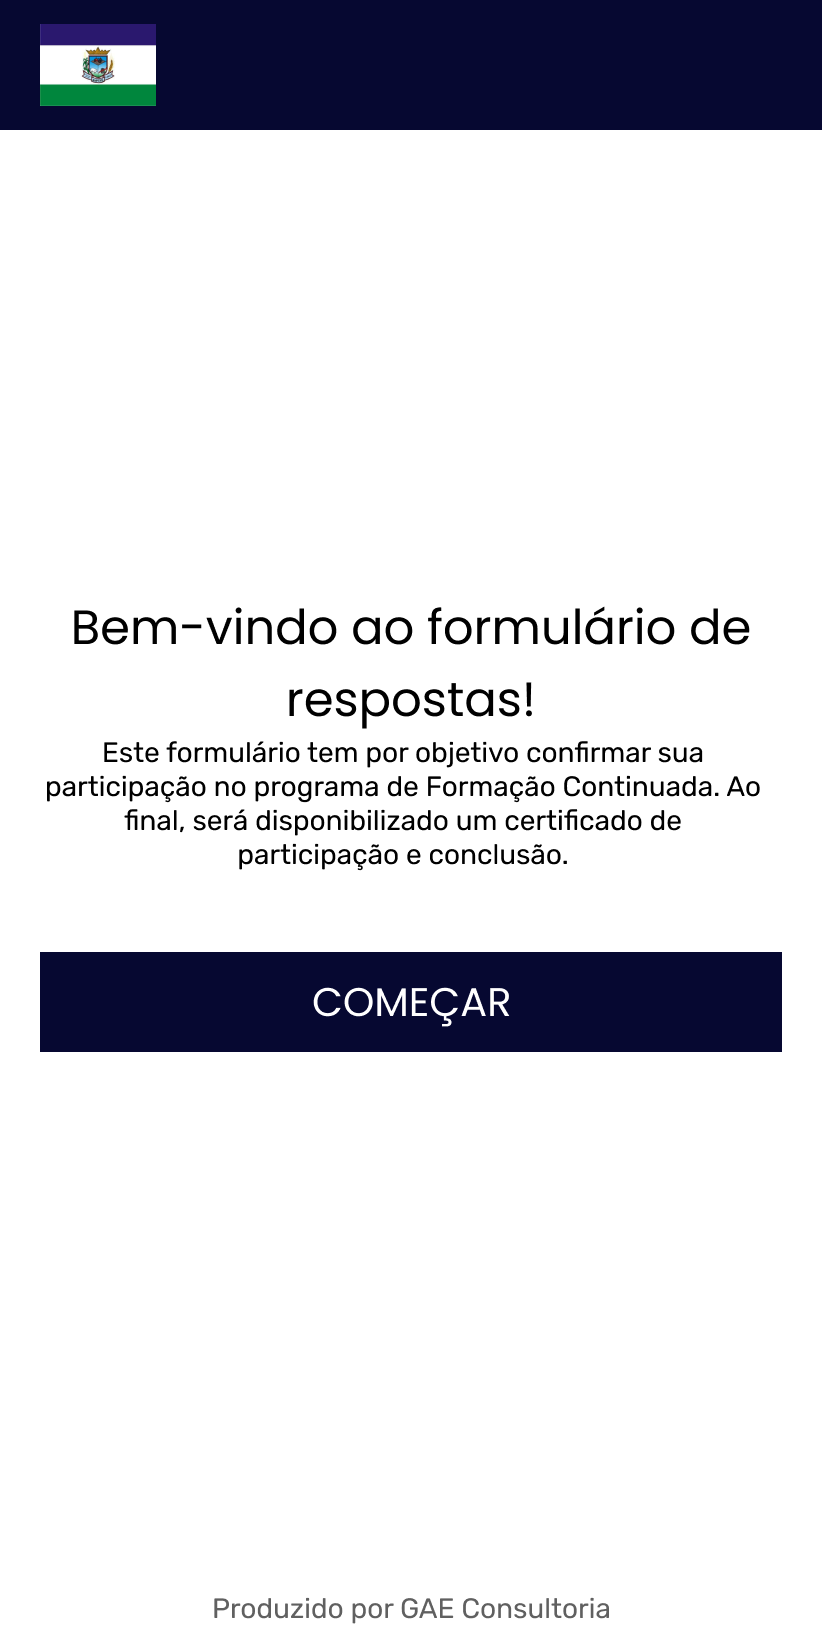 Bem-vindo ao formulário de
respostas!
Este formulário tem por objetivo confirmar sua
participação no programa de Formação Continuada. Ao
final, será disponibilizado um certificado de
participação e conclusão.
COMEÇAR
Produzido por GAE Consultoria